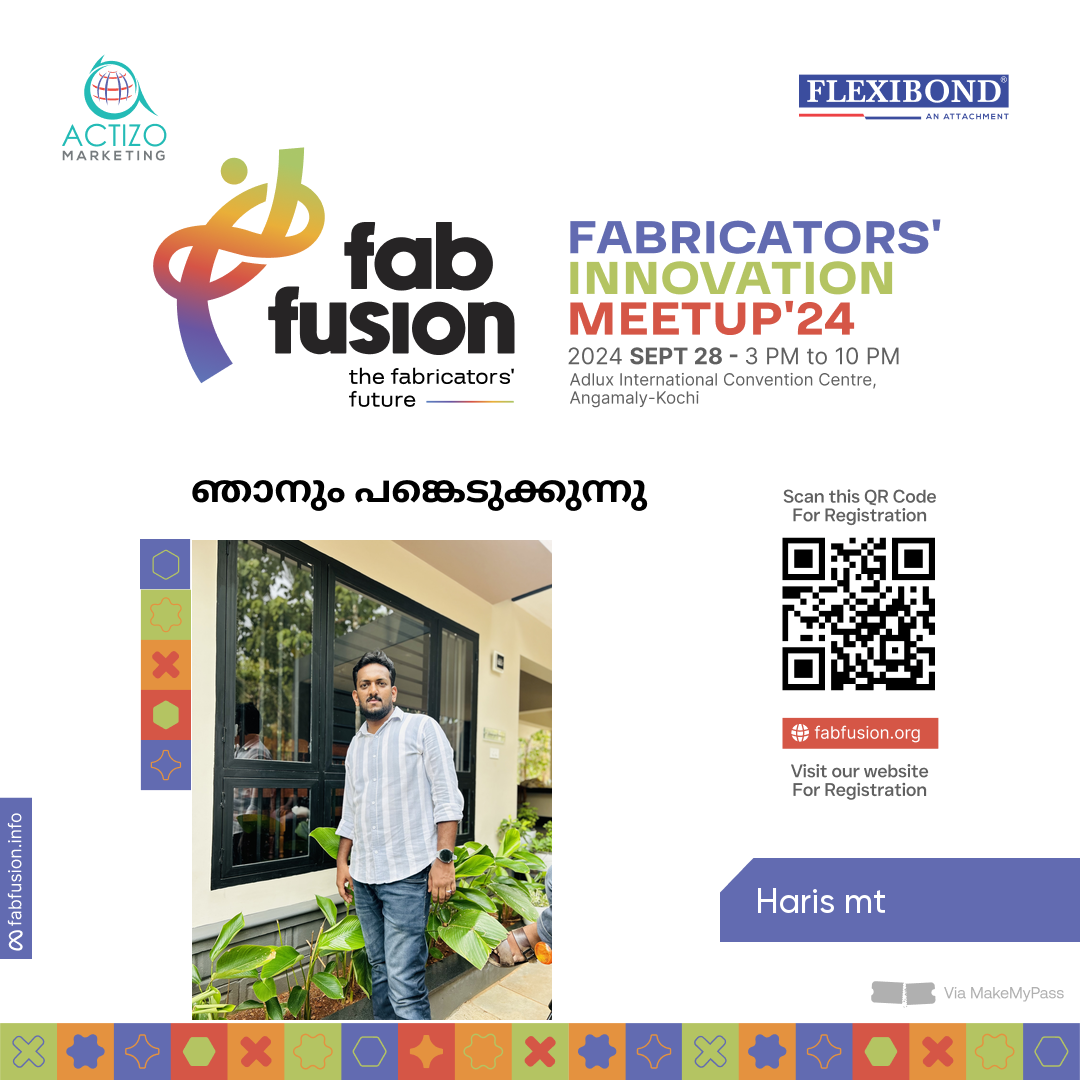 ACTIZO
MARKETING
FLEXIBOND®
AN ATTACHMENT
fab
fusion
the fabricators'
future
FABRICATORS'
INNOVATION
MEETUP'24
2024 SEPT 28 - 3 PM to 10 PM
Adlux International Convention Centre,
Angamaly-Kochi
ഞാനും പങ്കെടുക്കുന്നു
Scan this QR Code
For Registration
fabfusion.org
Visit our website
For Registration
fabfusion.info
Haris mt
Via MakeMyPass